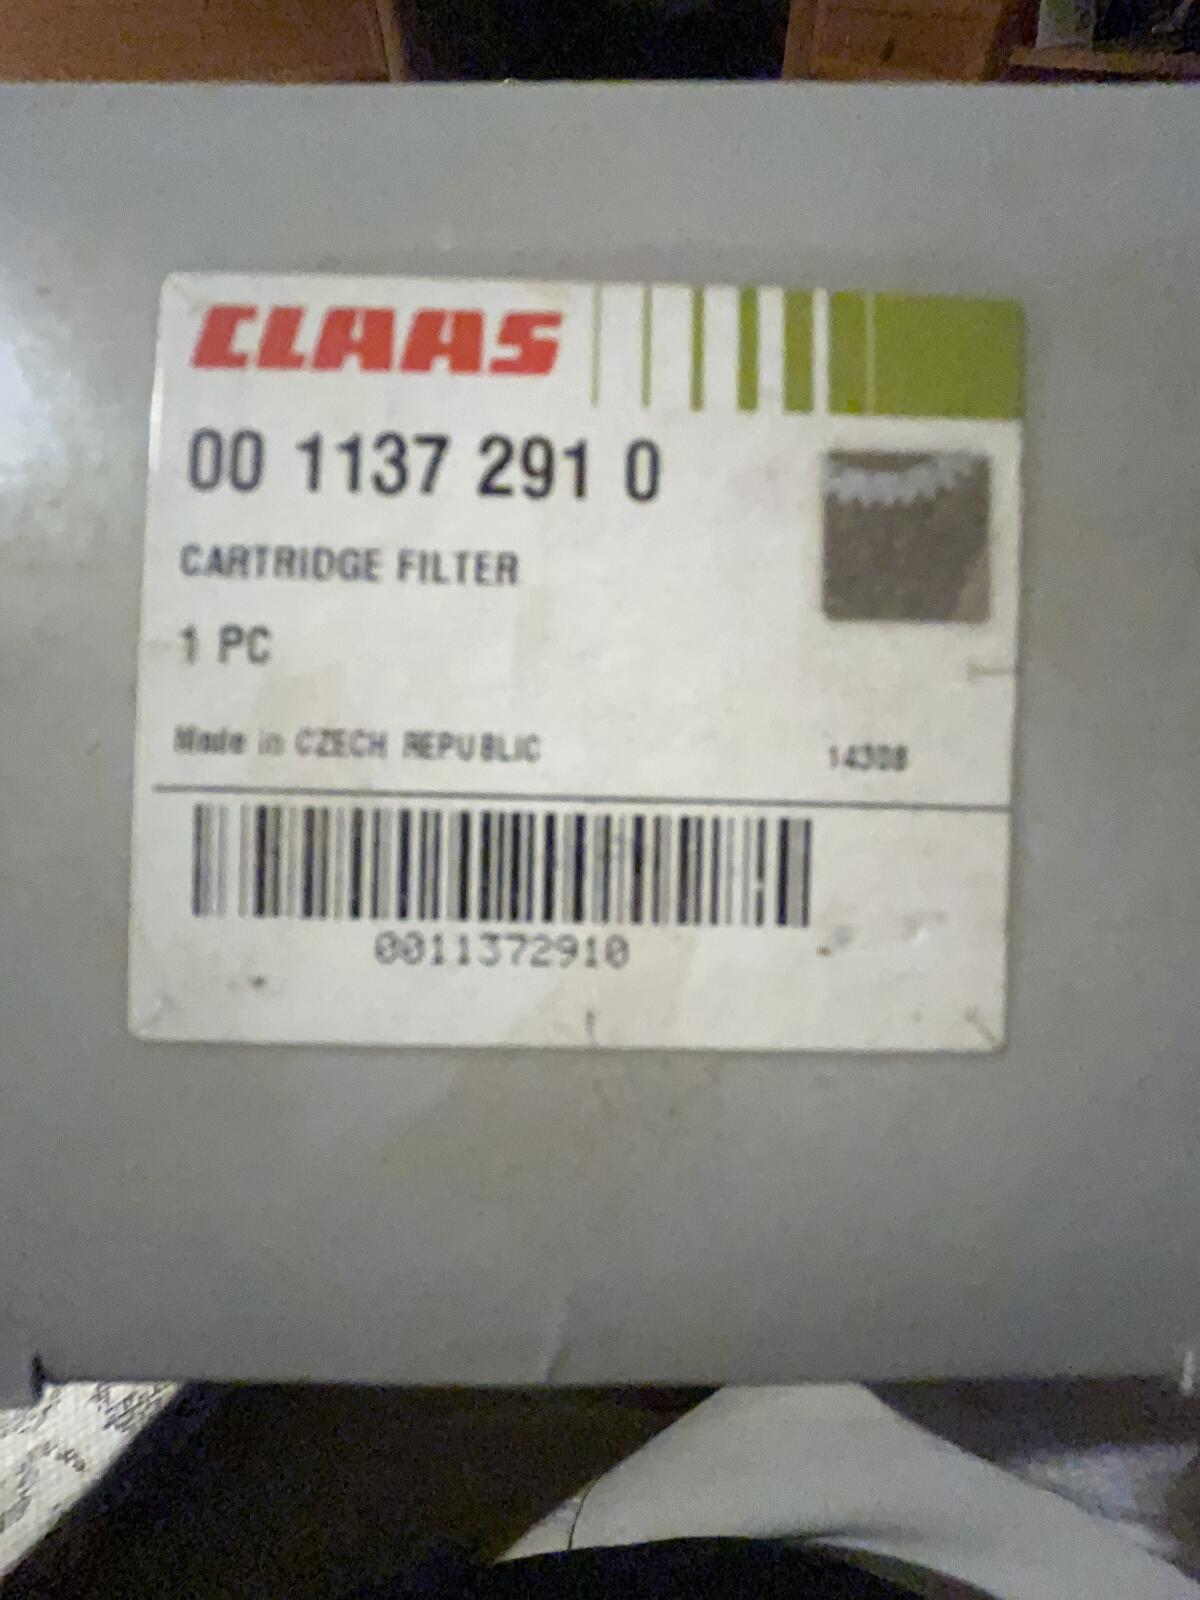 CLAAS
00 1137 291 0
CARTRIDGE FILTER
1 PC
Made in CZECH REPUBLIC 14308
0011372910